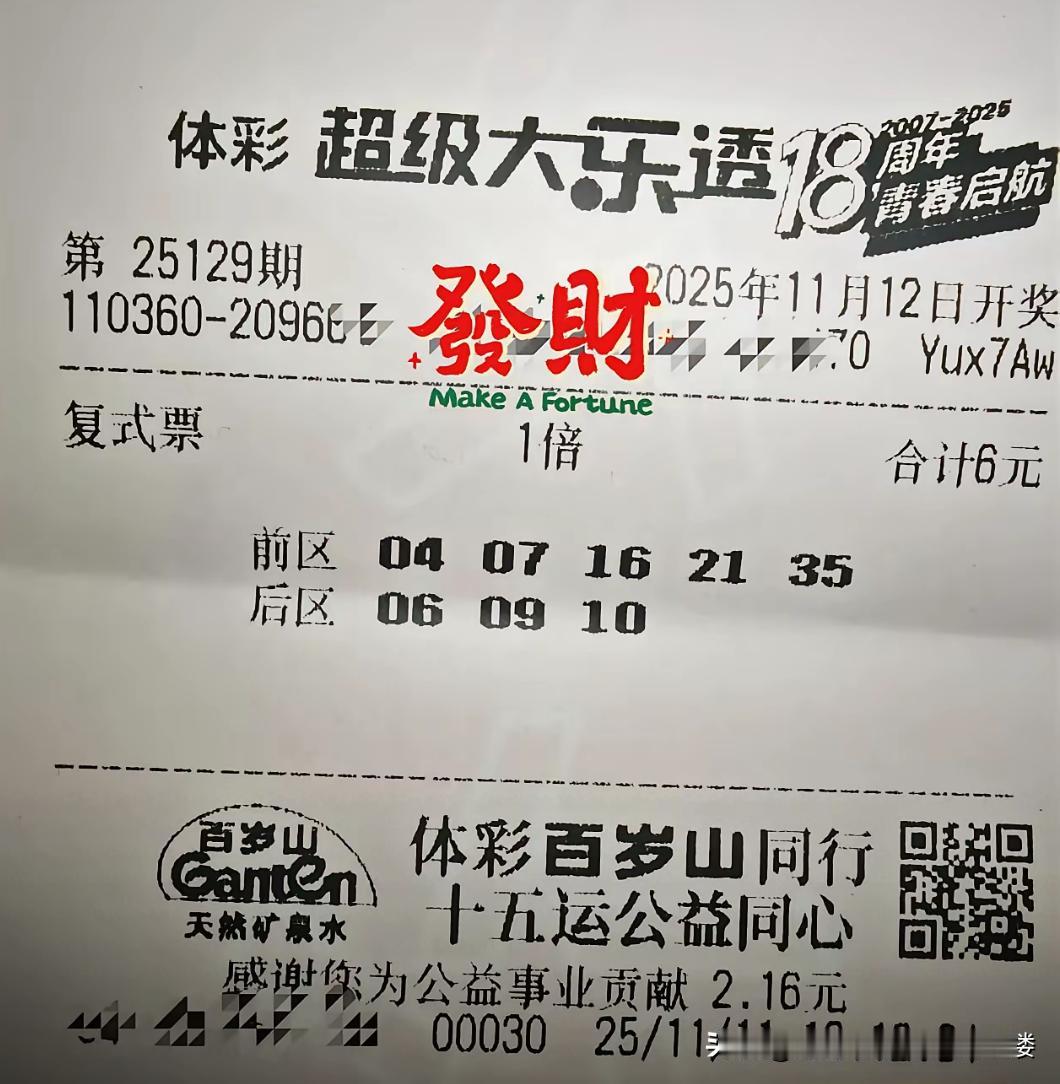 体彩 超级大乐透 18周年 2007-2025 青春启航
第 25129期 2025年11月12日开奖
110360-20966 70 Yux7Aw
發財
Make A Fortune
复式票 1倍 合计6元
前区 04 07 16 21 35
后区 06 09 10
百岁山
Ganten
天然矿泉水
体彩百岁山同行
十五运公益同心
感谢你为公益事业贡献 2.16元
00030 25/11/11